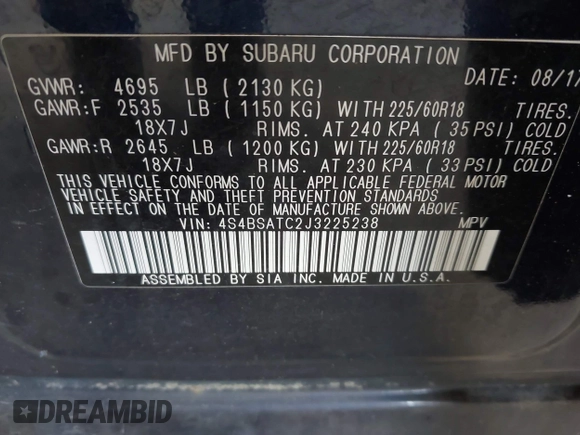 MFD BY SUBARU CORPORATION
DATE: 08/17
GVWR: 4695 LB ( 2130 KG)
GAWR:F 2535 LB ( 1150 KG) WITH 225/60R18 TIRES.
18X7J RIMS. AT 240 KPA ( 35 PSI) COLD
GAWR:R 2645 LB ( 1200 KG) WITH 225/60R18 TIRES.
18X7J RIMS. AT 230 KPA ( 33 PSI) COLD
THIS VEHICLE CONFORMS TO ALL APPLICABLE FEDERAL MOTOR
VEHICLE SAFETY AND THEFT PREVENTION STANDARDS
IN EFFECT ON THE DATE OF MANUFACTURE SHOWN ABOVE.
VIN: 4S4BSATC2J3225238 MPV
ASSEMBLED BY SIA INC. MADE IN U.S.A.
DREAMBID